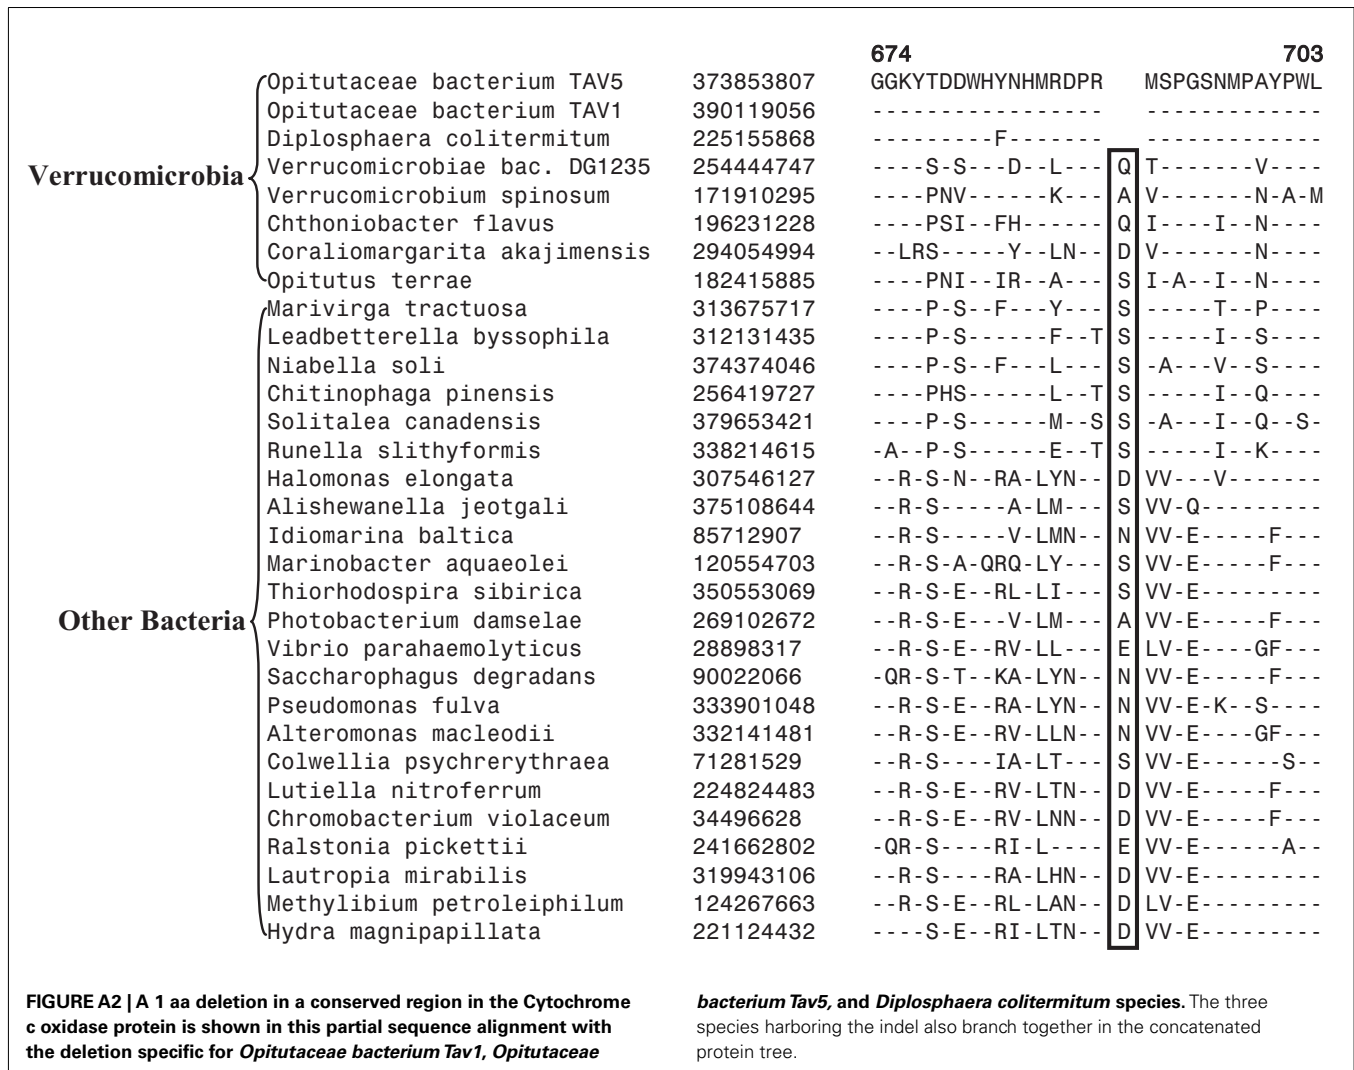 674 703
Opitutaceae bacterium TAV5 373853807 GGKYTDDWHYNHMRDPR MSPGSNMPAYPWL
Opitutaceae bacterium TAV1 390119056 ----------------- -------------
Diplosphaera colitermitum 225155868 ---------F------- -------------
Verrucomicrobia
Verrucomicrobiae bac. DG1235 254444747 ----S-S---D--L--- Q T-------V----
Verrucomicrobium spinosum 171910295 ----PNV------K--- A V-------N-A-M
Chthoniobacter flavus 196231228 ----PSI--FH------ Q I----I--N----
Coraliomargarita akajimensis 294054994 --LRS-----Y--LN-- D V-------N----
Opitutus terrae 182415885 ----PNI--IR--A--- S I-A--I--N----
Marivirga tractuosa 313675717 ----P-S--F---Y--- S -----T--P----
Leadbetterella byssophila 312131435 ----P-S------F--T S -----I--S----
Niabella soli 374374046 ----P-S--F---L--- S -A---V--S----
Chitinophaga pinensis 256419727 ----PHS------L--T S -----I--Q----
Solitalea canadensis 379653421 ----P-S------M--S S -A---I--Q--S-
Runella slithyformis 338214615 -A--P-S------E--T S -----I--K----
Halomonas elongata 307546127 --R-S-N--RA-LYN-- D VV---V-------
Alishewanella jeotgali 375108644 --R-S-----A-LM--- S VV-Q---------
Idiomarina baltica 85712907 --R-S-----V-LMN-- N VV-E-----F---
Marinobacter aquaeolei 120554703 --R-S-A-QRQ-LY--- S VV-E-----F---
Thiorhodospira sibirica 350553069 --R-S-E--RL-LI--- S VV-E---------
Other Bacteria
Photobacterium damselae 269102672 --R-S-E---V-LM--- A VV-E-----F---
Vibrio parahaemolyticus 28898317 --R-S-E--RV-LL--- E LV-E----GF---
Saccharophagus degradans 90022066 -QR-S-T--KA-LYN-- N VV-E-----F---
Pseudomonas fulva 333901048 --R-S-E--RA-LYN-- N VV-E-K--S----
Alteromonas macleodii 332141481 --R-S-E--RV-LLN-- N VV-E----GF---
Colwellia psychrerythraea 71281529 --R-S----IA-LT--- S VV-E------S--
Lutiella nitroferrum 224824483 --R-S-E--RV-LTN-- D VV-E-----F---
Chromobacterium violaceum 34496628 --R-S-E--RV-LNN-- D VV-E-----F---
Ralstonia pickettii 241662802 -QR-S----RI-L---- E VV-E------A--
Lautropia mirabilis 319943106 --R-S----RA-LHN-- D VV-E---------
Methylibium petroleiphilum 124267663 --R-S-E--RL-LAN-- D LV-E---------
Hydra magnipapillata 221124432 ----S-E--RI-LTN-- D VV-E---------
FIGURE A2 | A 1 aa deletion in a conserved region in the Cytochrome
c oxidase protein is shown in this partial sequence alignment with
the deletion specific for Opitutaceae bacterium Tav1, Opitutaceae
bacterium Tav5, and Diplosphaera colitermitum species. The three
species harboring the indel also branch together in the concatenated
protein tree.